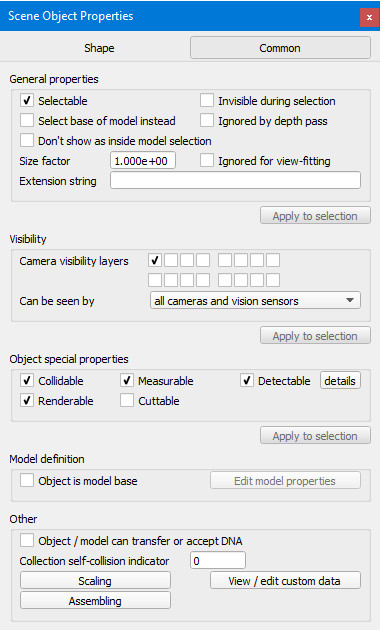 Scene Object Properties x
Shape Common
General properties
Selectable Invisible during selection
Select base of model instead Ignored by depth pass
Don't show as inside model selection
Size factor 1.000e+00 Ignored for view-fitting
Extension string
Apply to selection
Visibility
Camera visibility layers
Can be seen by all cameras and vision sensors
Apply to selection
Object special properties
Collidable Measurable Detectable details
Renderable Cuttable
Apply to selection
Model definition
Object is model base Edit model properties
Other
Object / model can transfer or accept DNA
Collection self-collision indicator 0
Scaling View / edit custom data
Assembling